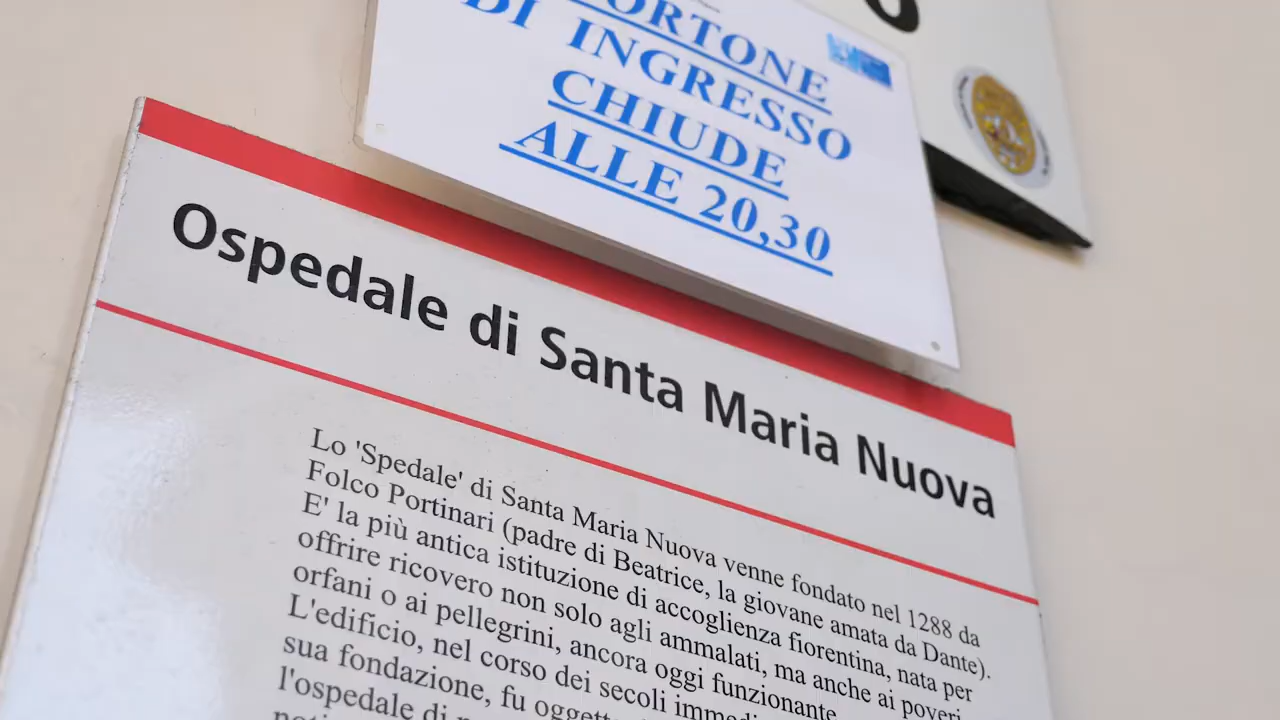 PORTONE
DI INGRESSO
CHIUDE
ALLE 20,30
Ospedale di Santa Maria Nuova
Lo 'Spedale' di Santa Maria Nuova venne fondato nel 1288 da
Folco Portinari (padre di Beatrice, la giovane amata da Dante).
E' la più antica istituzione di accoglienza fiorentina, nata per
offrire ricovero non solo agli ammalati, ma anche ai poveri
orfani o ai pellegrini, ancora oggi funzionante
L'edificio, nel corso dei secoli
sua fondazione, fu
l'ospedale di